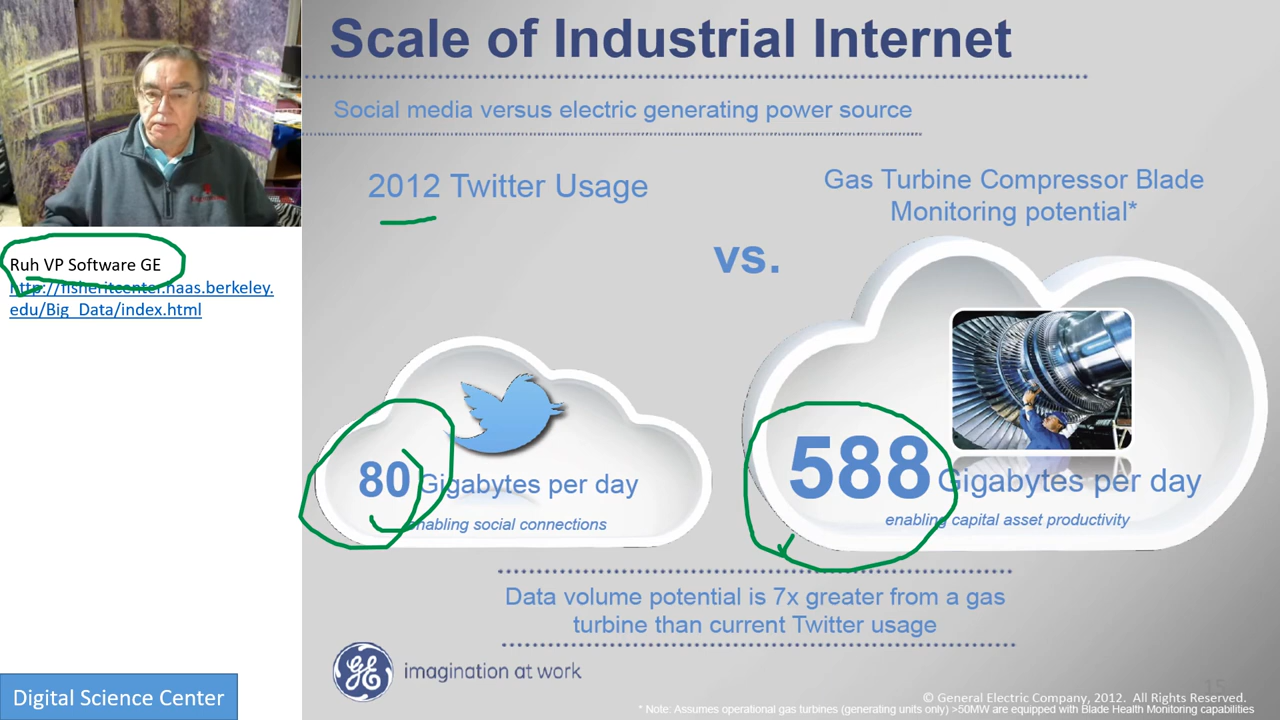 Scale of Industrial Internet
Social media versus electric generating power source
2012 Twitter Usage
Gas Turbine Compressor Blade
Monitoring potential*
vs.
Ruh VP Software GE
http://fisheritcenter.haas.berkeley.
edu/Big_Data/index.html
80 Gigabytes per day
enabling social connections
588 Gigabytes per day
enabling capital asset productivity
Data volume potential is 7x greater from a gas
turbine than current Twitter usage
GE imagination at work
Digital Science Center
15
© General Electric Company, 2012. All Rights Reserved.
* Note: Assumes operational gas turbines (generating units only) >50MW are equipped with Blade Health Monitoring capabilities